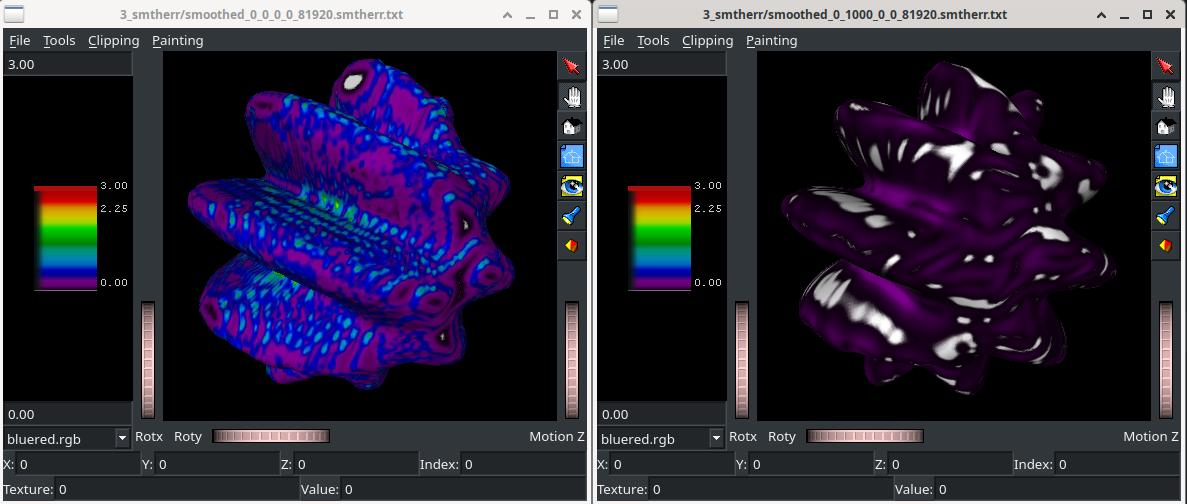 3_smtherr/smoothed_0_0_0_0_81920.smtherr.txt
File Tools Clipping Painting
3.00
3.00
2.25
0.00
0.00
bluered.rgb Rotx Roty Motion Z
X: 0 Y: 0 Z: 0 Index: 0
Texture: 0 Value: 0
3_smtherr/smoothed_0_1000_0_0_81920.smtherr.txt
File Tools Clipping Painting
3.00
3.00
2.25
0.00
0.00
bluered.rgb Rotx Roty Motion Z
X: 0 Y: 0 Z: 0 Index: 0
Texture: 0 Value: 0